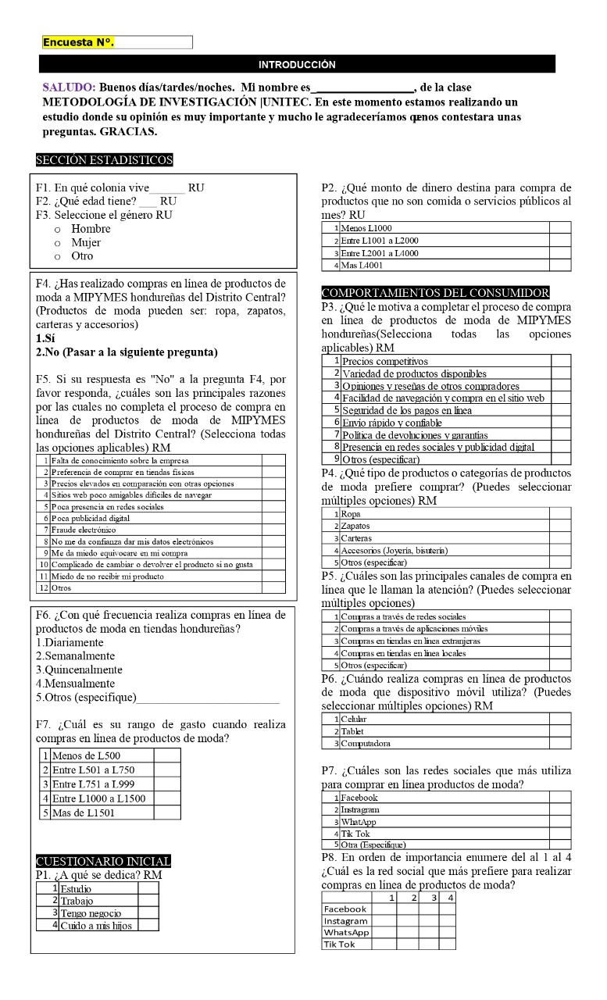 Encuesta Nº.
INTRODUCCIÓN
SALUDO: Buenos días/tardes/noches. Mi nombre es__________________, de la clase
METODOLOGÍA DE INVESTIGACIÓN |UNITEC. En este momento estamos realizando un
estudio donde su opinión es muy importante y mucho le agradeceríamos que nos contestara unas
preguntas. GRACIAS.
SECCIÓN ESTADISTICOS
F1. En qué colonia vive______ RU
F2. ¿Qué edad tiene? ___ RU
F3. Seleccione el género RU
o Hombre
o Mujer
o Otro
F4. ¿Has realizado compras en línea de productos de
moda a MIPYMES hondureñas del Distrito Central?
(Productos de moda pueden ser: ropa, zapatos,
carteras y accesorios)
1.Sí
2.No (Pasar a la siguiente pregunta)
F5. Si su respuesta es "No" a la pregunta F4, por
favor responda, ¿cuáles son las principales razones
por las cuales no completa el proceso de compra en
línea de productos de moda de MIPYMES
hondureñas del Distrito Central? (Selecciona todas
las opciones aplicables) RM
1 Falta de conocimiento sobre la empresa
2 Preferencia de comprar en tiendas físicas
3 Precios elevados en comparación con otras opciones
4 Sitios web poco amigables difíciles de navegar
5 Poca presencia en redes sociales
6 Poca publicidad digital
7 Fraude electrónico
8 No me da confianza dar mis datos electrónicos
9 Me da miedo equivocare en mi compra
10 Complicado de cambiar o devolver el producto si no gusta
11 Miedo de no recibir mi producto
12 Otros
F6. ¿Con qué frecuencia realiza compras en línea de
productos de moda en tiendas hondureñas?
1.Diariamente
2.Semanalmente
3.Quincenalmente
4.Mensualmente
5.Otros (especifique)________________________
F7. ¿Cuál es su rango de gasto cuando realiza
compras en línea de productos de moda?
1 Menos de L500
2 Entre L501 a L750
3 Entre L751 a L999
4 Entre L1000 a L1500
5 Mas de L1501
CUESTIONARIO INICIAL
P1. ¿A qué se dedica? RM
1 Estudio
2 Trabajo
3 Tengo negocio
4 Cuido a mis hijos
P2. ¿Qué monto de dinero destina para compra de
productos que no son comida o servicios públicos al
mes? RU
1 Menos L1000
2 Entre L1001 a L2000
3 Entre L2001 a L4000
4 Mas L4001
COMPORTAMIENTOS DEL CONSUMIDOR
P3. ¿Qué le motiva a completar el proceso de compra
en línea de productos de moda de MIPYMES
hondureñas(Selecciona todas las opciones
aplicables) RM
1 Precios competitivos
2 Variedad de productos disponibles
3 Opiniones y reseñas de otros compradores
4 Facilidad de navegación y compra en el sitio web
5 Seguridad de los pagos en línea
6 Envío rápido y confiable
7 Política de devoluciones y garantías
8 Presencia en redes sociales y publicidad digital
9 Otros (especificar)
P4. ¿Qué tipo de productos o categorías de productos
de moda prefiere comprar? (Puedes seleccionar
múltiples opciones) RM
1 Ropa
2 Zapatos
3 Carteras
4 Accesorios (Joyería, bisutería)
5 Otros (especificar)
P5. ¿Cuáles son las principales canales de compra en
línea que le llaman la atención? (Puedes seleccionar
múltiples opciones)
1 Compras a través de redes sociales
2 Compras a través de aplicaciones móviles
3 Compras en tiendas en línea extranjeras
4 Compras en tiendas en línea locales
5 Otros (especificar)
P6. ¿Cuándo realiza compras en línea de productos
de moda que dispositivo móvil utiliza? (Puedes
seleccionar múltiples opciones) RM
1 Celular
2 Tablet
3 Computadora
P7. ¿Cuáles son las redes sociales que más utiliza
para comprar en línea productos de moda?
1 Facebook
2 Instragram
3 WhatApp
4 Tik Tok
5 Otra (Especifique)
P8. En orden de importancia enumere del al 1 al 4
¿Cuál es la red social que más prefiere para realizar
compras en línea de productos de moda?
1 2 3 4
Facebook
Instagram
WhatsApp
Tik Tok